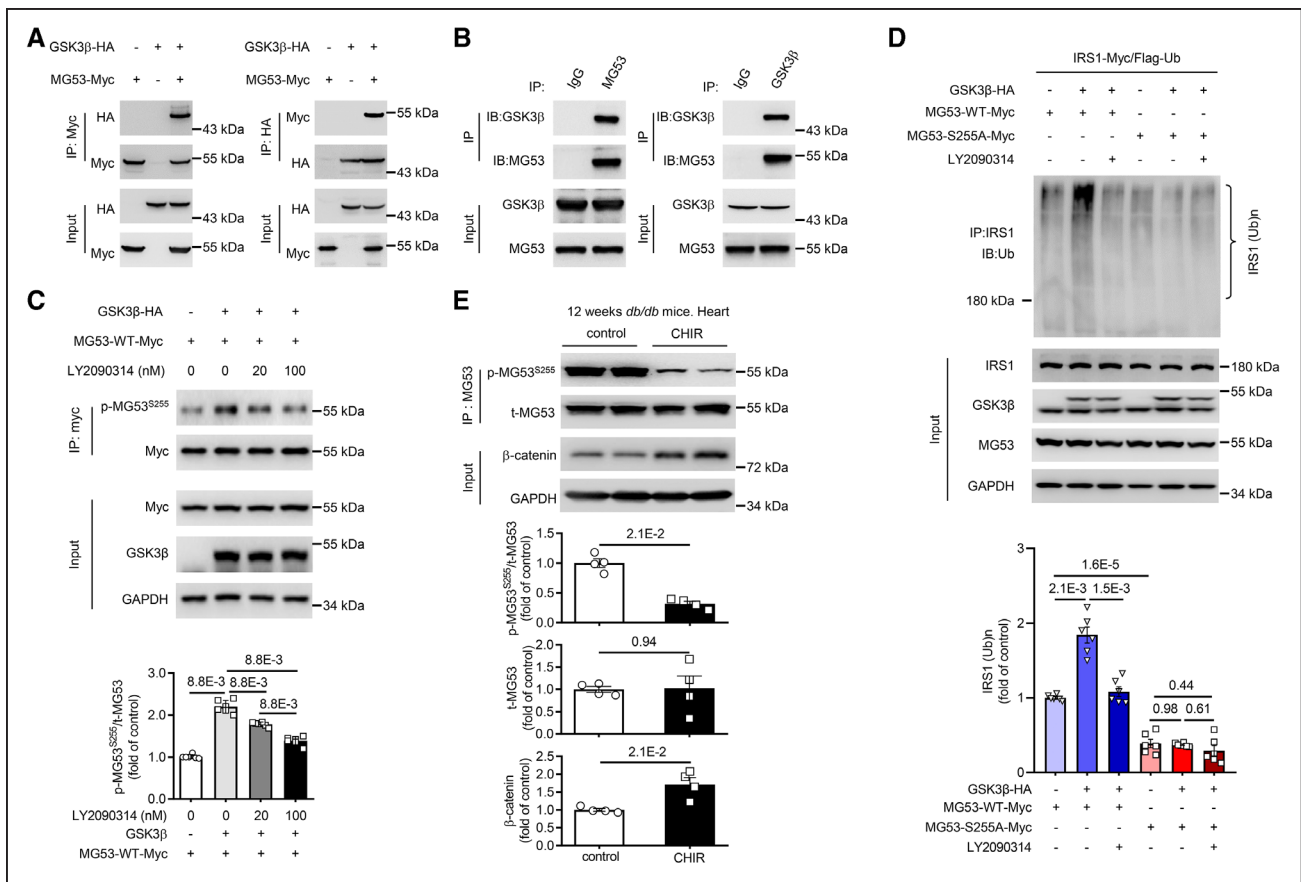 A
GSK3β-HA - + +
MG53-Myc + - +
IP: Myc
HA
43 kDa
Myc
55 kDa
Input
HA
43 kDa
Myc
55 kDa
GSK3β-HA - + +
MG53-Myc + - +
IP: HA
Myc
55 kDa
HA
43 kDa
Input
HA
43 kDa
Myc
55 kDa
B
IP: IgG MG53
IP
IB:GSK3β
IB:MG53
Input
GSK3β
MG53
IP: IgG GSK3β
IP
IB:GSK3β
43 kDa
IB:MG53
55 kDa
Input
GSK3β
43 kDa
MG53
55 kDa
C
GSK3β-HA - + + +
MG53-WT-Myc + + + +
LY2090314 (nM) 0 0 20 100
IP: myc
p-MG53S255
55 kDa
Myc
55 kDa
Input
Myc
55 kDa
GSK3β
55 kDa
GAPDH
34 kDa
p-MG53S255/t-MG53
(fold of control)
3.0
2.0
1.0
0.0
8.8E-3
8.8E-3
8.8E-3
8.8E-3
LY2090314 (nM) 0 0 20 100
GSK3β - + + +
MG53-WT-Myc + + + +
D
IRS1-Myc/Flag-Ub
GSK3β-HA - + + - + +
MG53-WT-Myc + + + - - -
MG53-S255A-Myc - - - + + +
LY2090314 - - + - - +
IP:IRS1
IB:Ub
180 kDa
IRS1 (Ub)n
Input
IRS1
180 kDa
GSK3β
55 kDa
MG53
55 kDa
GAPDH
34 kDa
IRS1 (Ub)n
(fold of control)
3
2
1
0
1.6E-5
2.1E-3
1.5E-3
0.44
0.98
0.61
GSK3β-HA - + + - + +
MG53-WT-Myc + + + - - -
MG53-S255A-Myc - - - + + +
LY2090314 - - + - - +
E
12 weeks db/db mice. Heart
control CHIR
IP : MG53
p-MG53S255
55 kDa
t-MG53
55 kDa
Input
β-catenin
72 kDa
GAPDH
34 kDa
p-MG53S255/t-MG53
(fold of control)
1.5
1.0
0.5
0.0
2.1E-2
t-MG53
(fold of control)
2.0
1.5
1.0
0.5
0.0
0.94
β-catenin
(fold of control)
2.5
2.0
1.5
1.0
0.5
0.0
2.1E-2
control CHIR